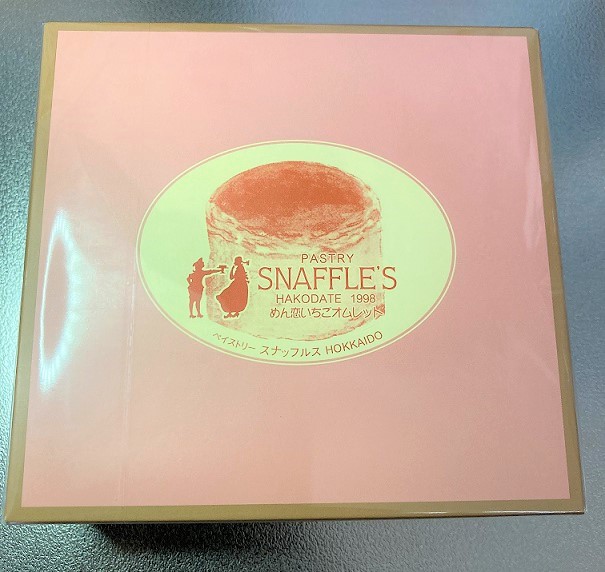 PASTRY
SNAFFLE'S
HAKODATE 1998
めん恋いちごオムレット
ペイストリー スナッフルス HOKKAIDO